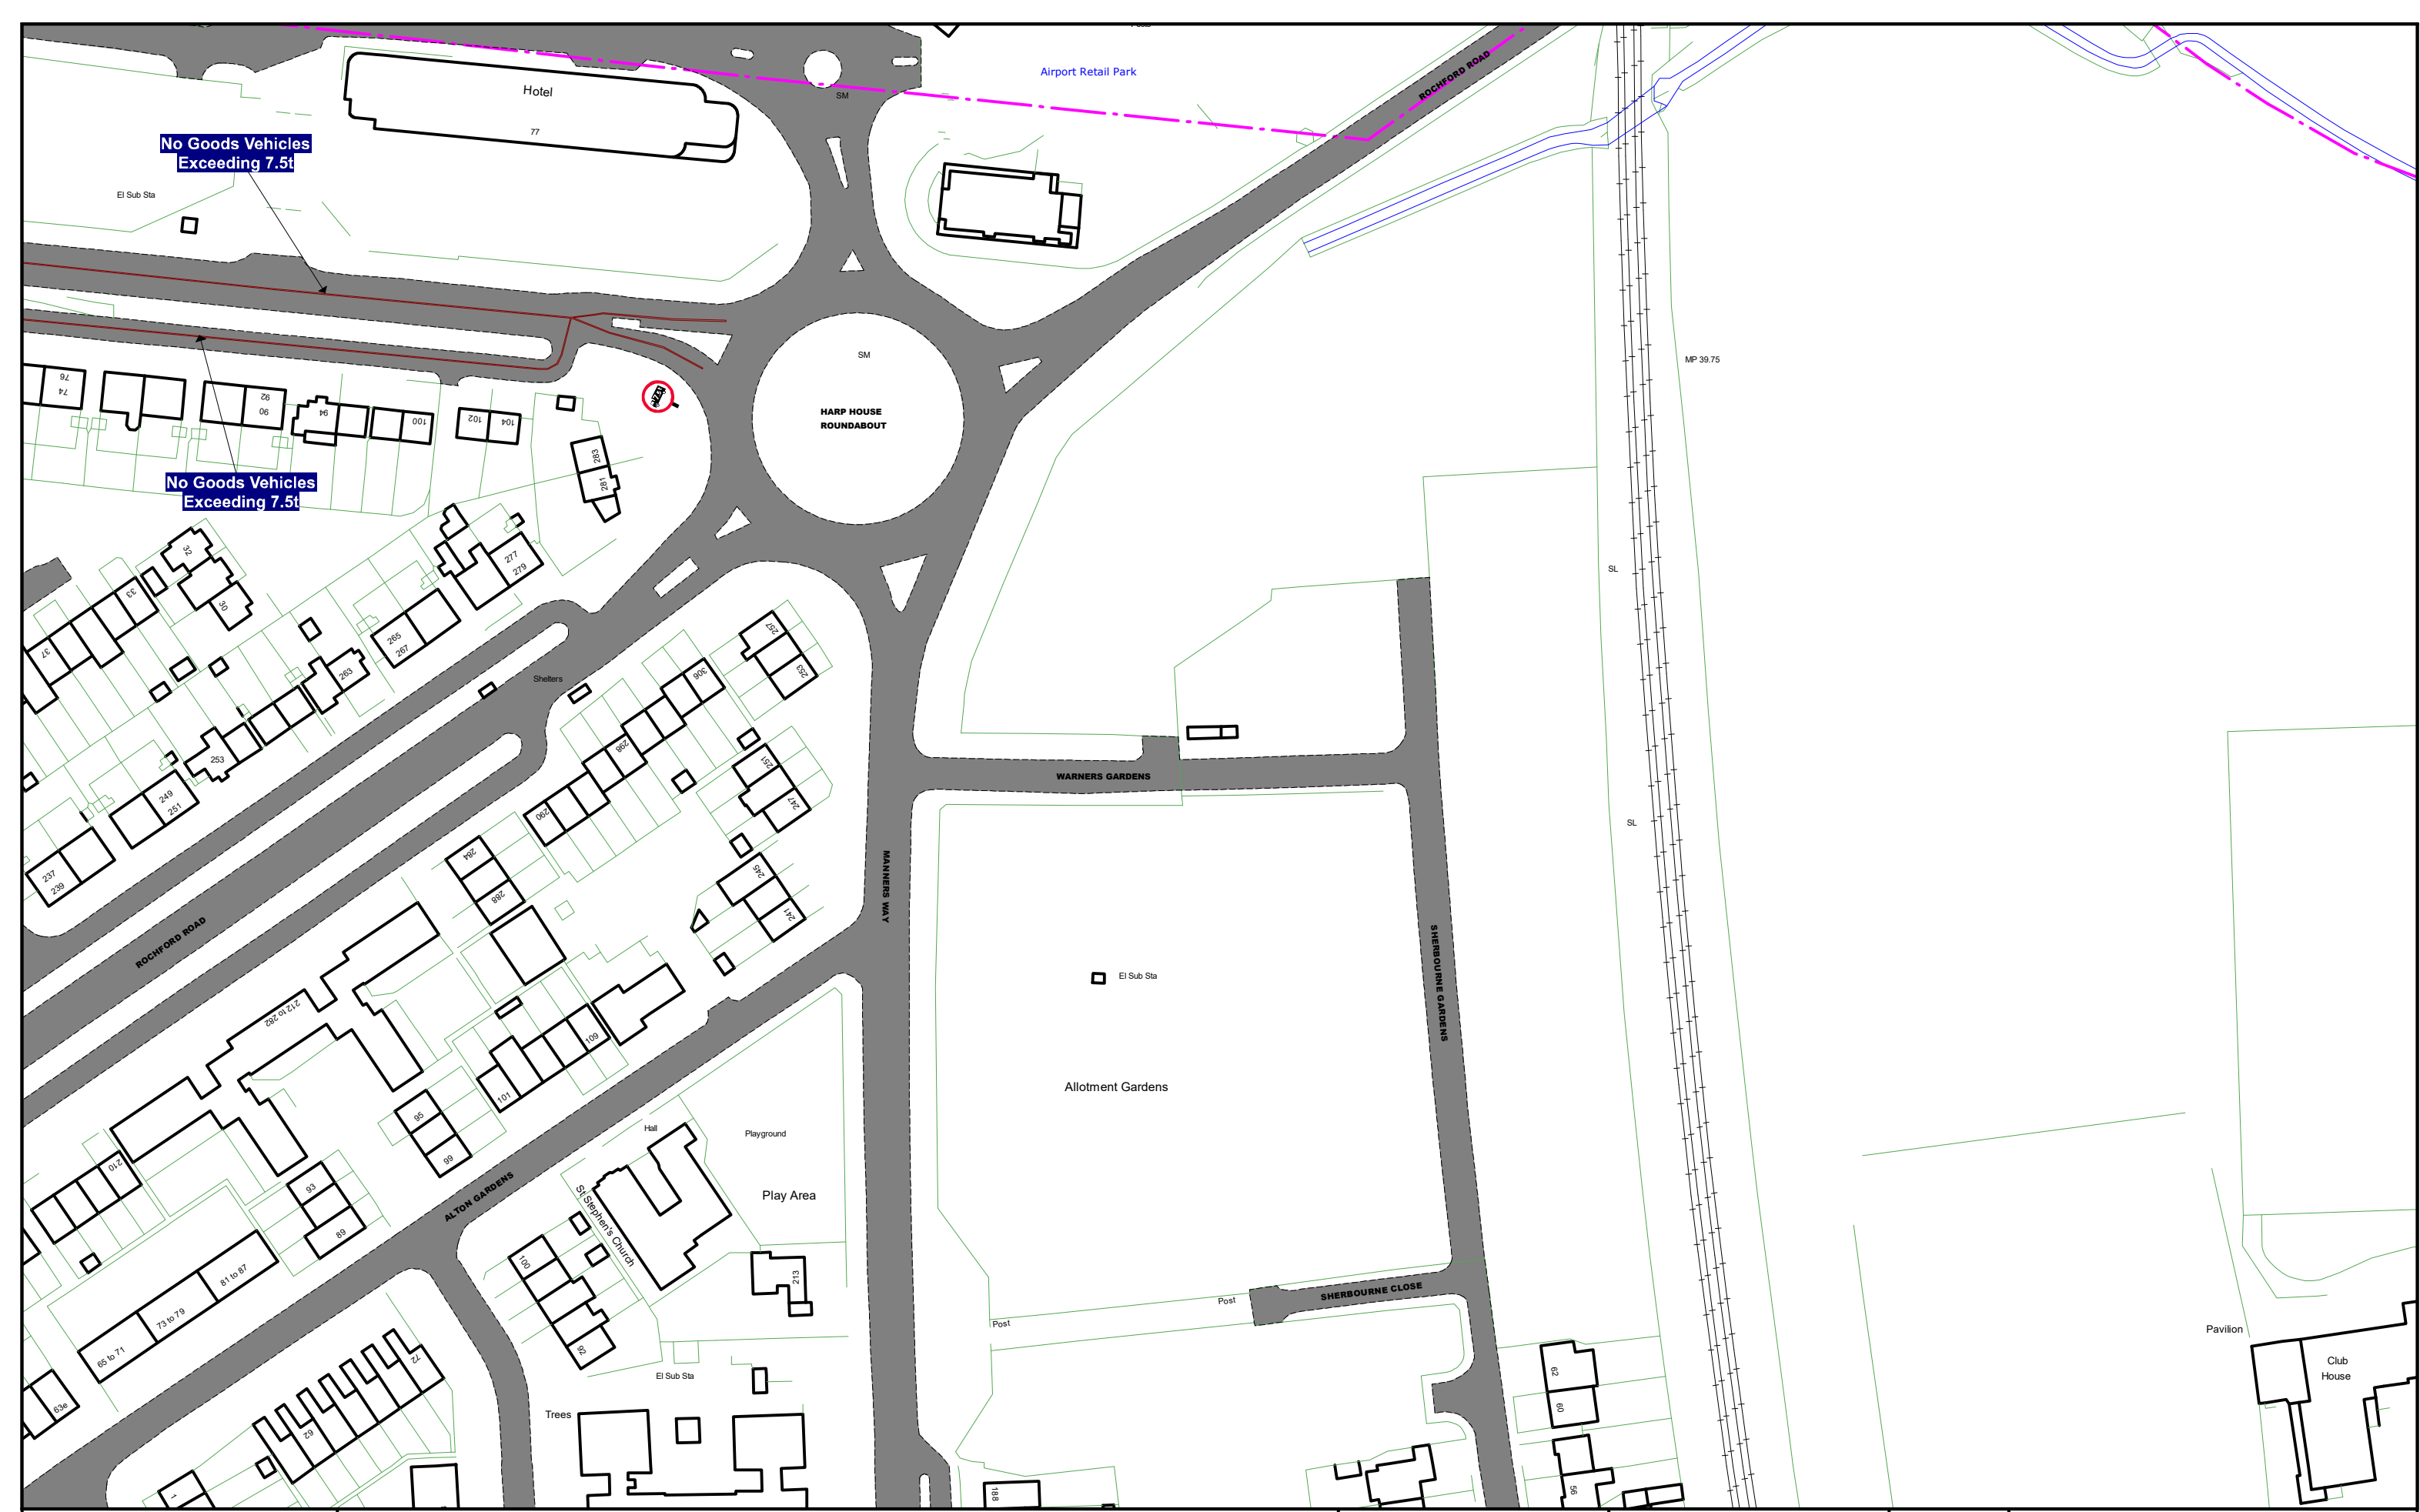 Airport Retail Park
ROCHFORD ROAD
Hotel
77
SM
No Goods Vehicles
Exceeding 7.5t
El Sub Sta
SM
MP 39.75
HARP HOUSE
ROUNDABOUT
76
74
92
90
94
100
102
104
283
281
No Goods Vehicles
Exceeding 7.5t
277
279
32
30
33
37
265
267
263
253
249
251
237
239
SL
257
253
306
Shelters
298
290
251
247
WARNERS GARDENS
SL
284
288
245
241
MANNERS WAY
ROCHFORD ROAD
SHERBOURNE GARDENS
El Sub Sta
212 to 282
109
101
95
99
Allotment Gardens
Hall
Playground
Play Area
St Stephen's Church
ALTON GARDENS
210
93
89
81 to 87
73 to 79
65 to 71
63e
100
92
213
Post
Post
SHERBOURNE CLOSE
El Sub Sta
Trees
72
62
1
188
62
60
56
Pavilion
Club
House